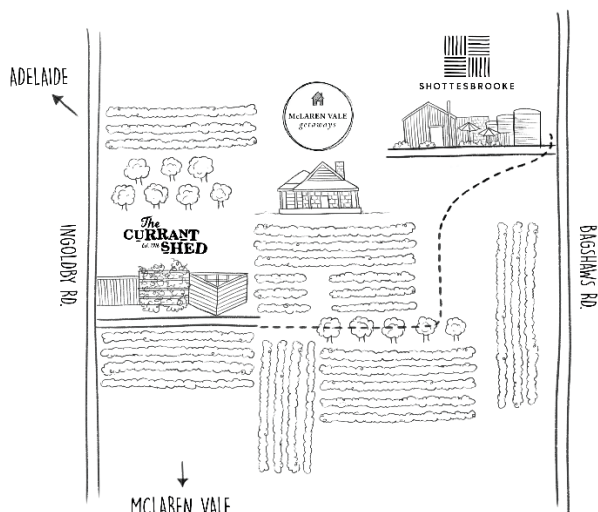 ADELAIDE
SHOTTESBROOKE
McLAREN VALE
getaways
The
CURRANT
SHED
INGOLDBY RD.
BAGSHAWS RD.
MCLAREN VALE